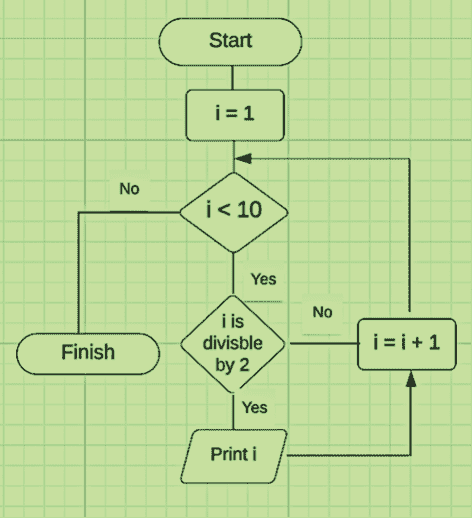 Start
i = 1
i < 10
No
Yes
i is
divisble
by 2
No
i = i + 1
Finish
Yes
Print i